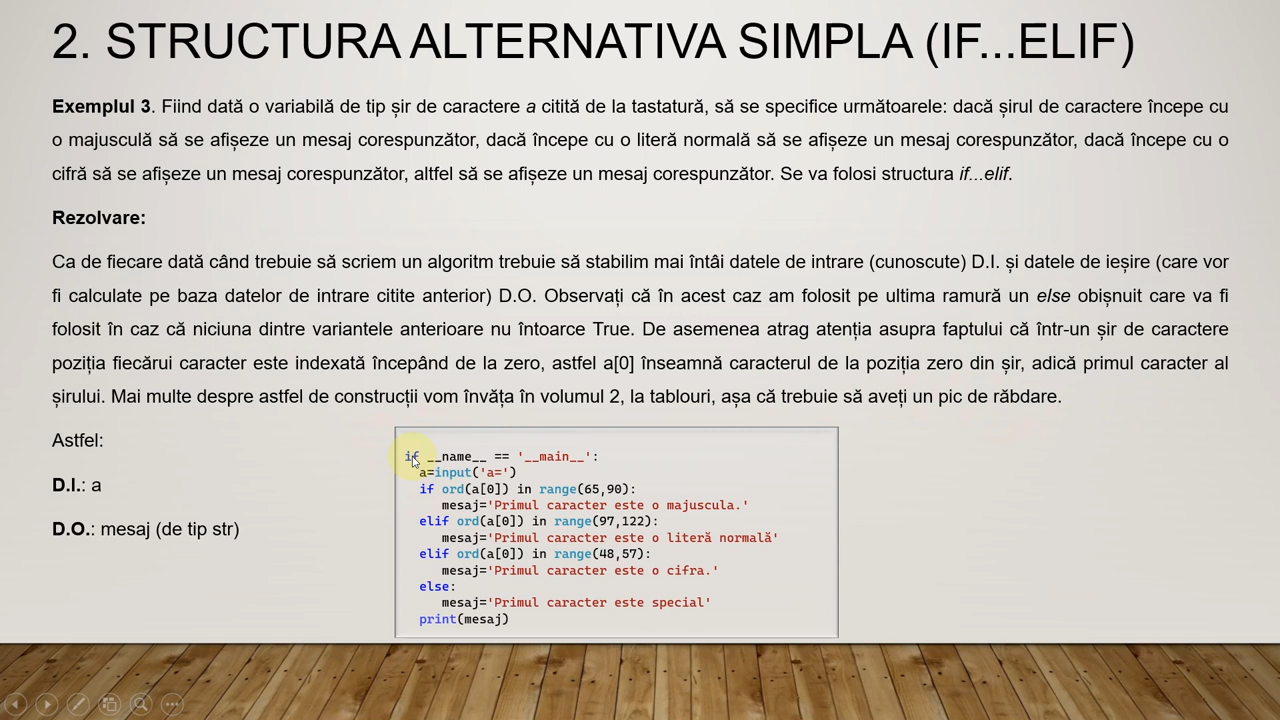 2. STRUCTURA ALTERNATIVA SIMPLA (IF...ELIF)
Exemplul 3. Fiind dată o variabilă de tip șir de caractere a citită de la tastatură, să se specifice următoarele: dacă șirul de caractere începe cu
o majusculă să se afișeze un mesaj corespunzător, dacă începe cu o literă normală să se afișeze un mesaj corespunzător, dacă începe cu o
cifră să se afișeze un mesaj corespunzător, altfel să se afișeze un mesaj corespunzător. Se va folosi structura if...elif.
Rezolvare:
Ca de fiecare dată când trebuie să scriem un algoritm trebuie să stabilim mai întâi datele de intrare (cunoscute) D.I. și datele de ieșire (care vor
fi calculate pe baza datelor de intrare citite anterior) D.O. Observați că în acest caz am folosit pe ultima ramură un else obișnuit care va fi
folosit în caz că niciuna dintre variantele anterioare nu întoarce True. De asemenea atrag atenția asupra faptului că într-un șir de caractere
poziția fiecărui caracter este indexată începând de la zero, astfel a[0] înseamnă caracterul de la poziția zero din șir, adică primul caracter al
șirului. Mai multe despre astfel de construcții vom învăța în volumul 2, la tablouri, așa că trebuie să aveți un pic de răbdare.
Astfel:
D.I.: a
D.O.: mesaj (de tip str)
if __name__ == '__main__':
a=input('a=')
if ord(a[0]) in range(65,90):
mesaj='Primul caracter este o majuscula.'
elif ord(a[0]) in range(97,122):
mesaj='Primul caracter este o literă normală'
elif ord(a[0]) in range(48,57):
mesaj='Primul caracter este o cifra.'
else:
mesaj='Primul caracter este special'
print(mesaj)